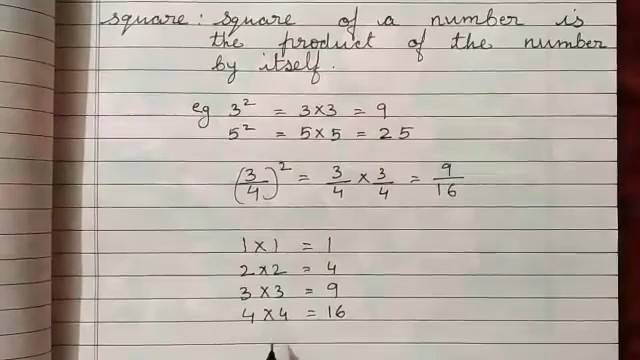 square : square of a number is
the product of the number
by itself.
eg 3² = 3×3 = 9
5² = 5×5 = 25
(3/4)² = 3/4 × 3/4 = 9/16
1×1 = 1
2×2 = 4
3×3 = 9
4×4 = 16